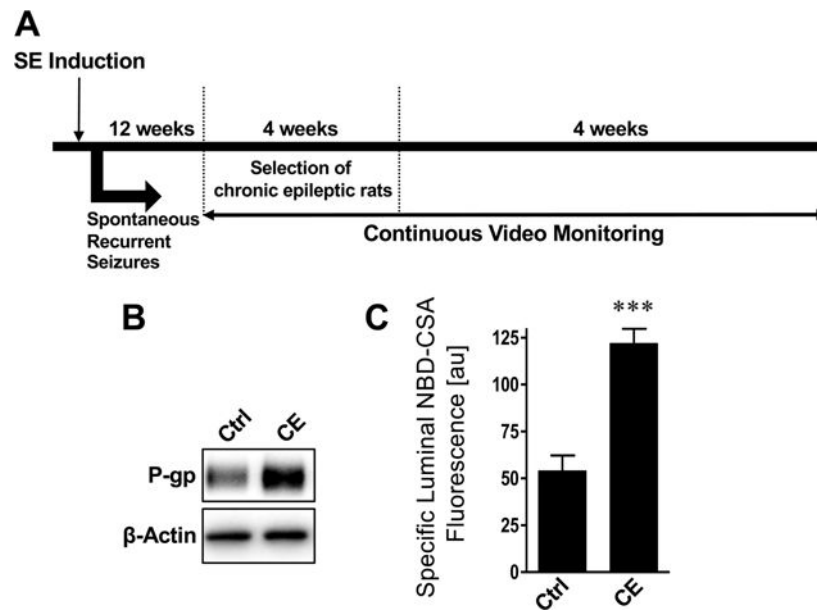 A
SE Induction
12 weeks
4 weeks
4 weeks
Selection of
chronic epileptic rats
Spontaneous
Recurrent
Seizures
Continuous Video Monitoring
B
Ctrl
CE
P-gp
β-Actin
C
Specific Luminal NBD-CSA
Fluorescence [au]
***
125
100
75
50
25
0
Ctrl
CE